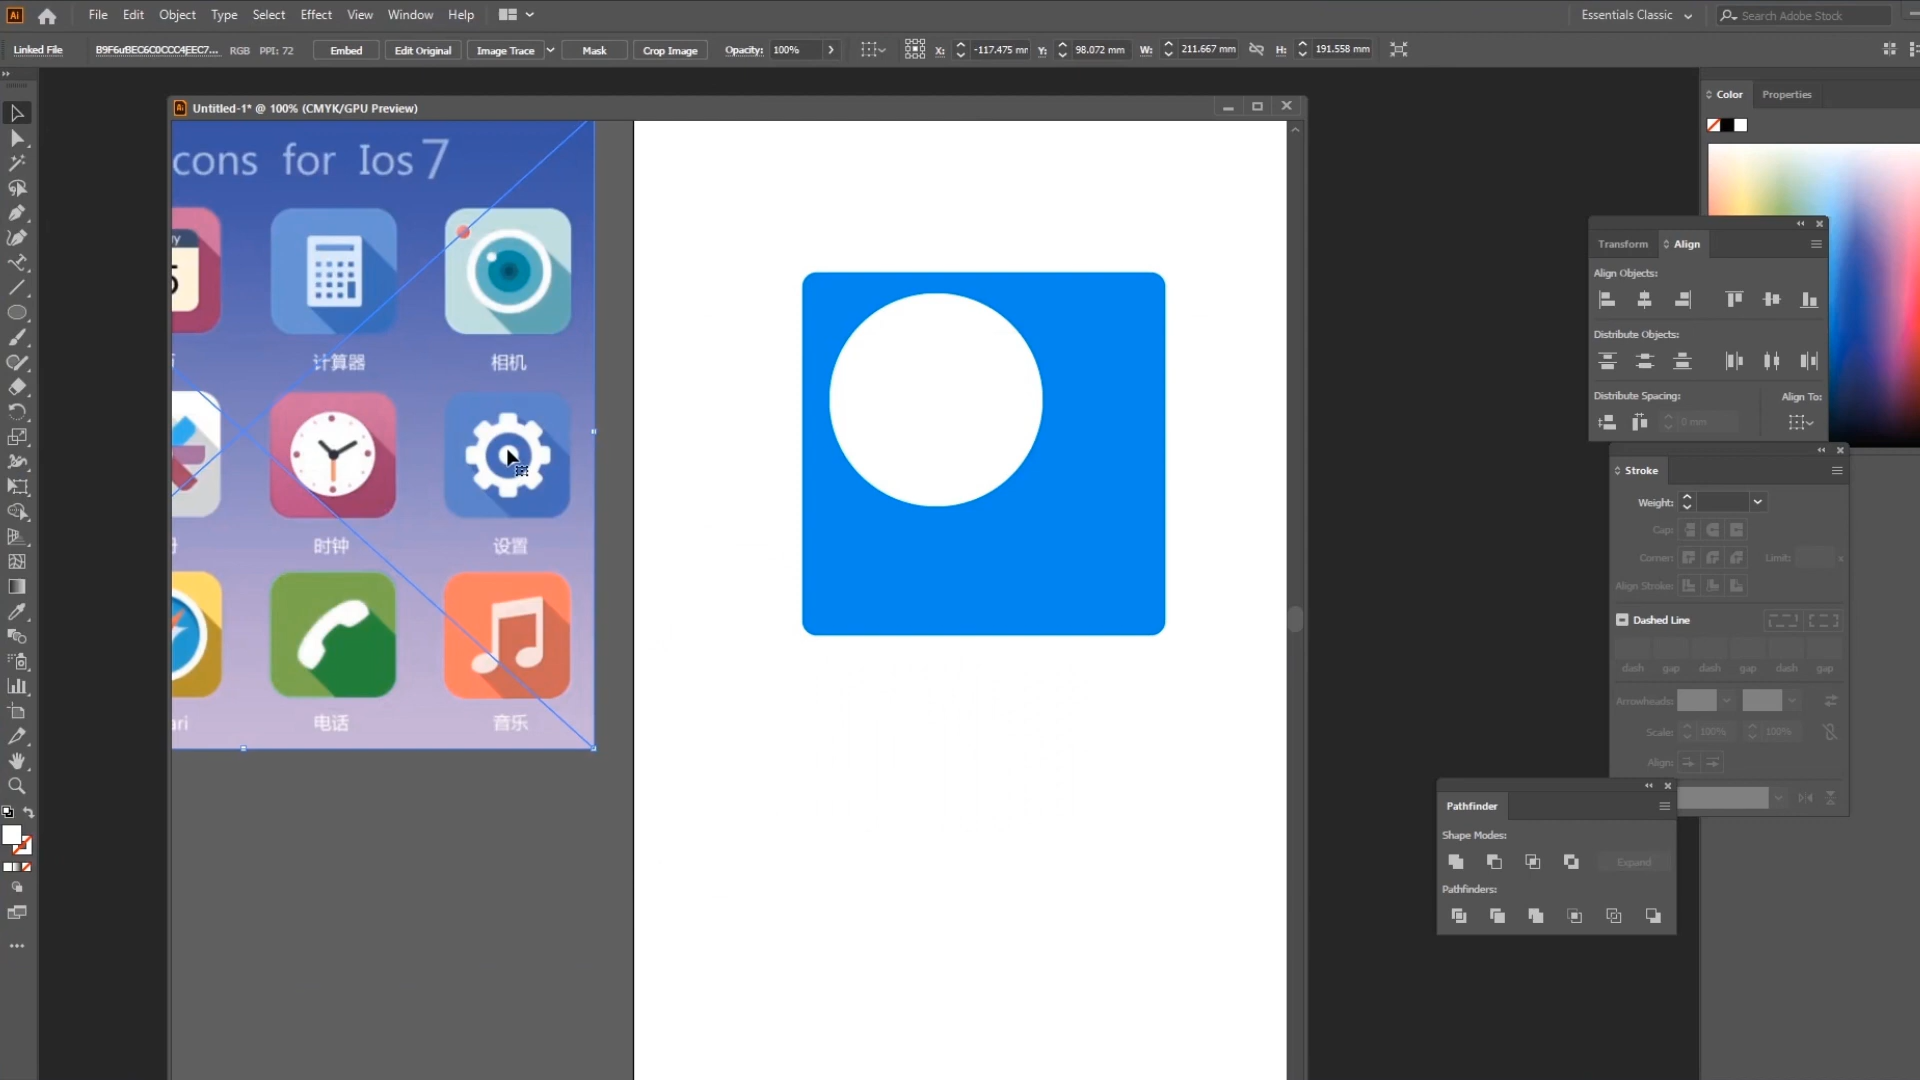 File Edit Object Type Select Effect View Window Help
Essentials Classic
Search Adobe Stock
Linked File
RGB PPI: 72
Embed
Edit Original
Image Trace
Mask
Crop Image
Opacity: 100%
X: -117.475 mm
Y: 98.072 mm
W: 211.667 mm
H: 191.558 mm
Untitled-1* @ 100% (CMYK/GPU Preview)
cons for Ios 7
计算器
相机
时钟
设置
ari
电话
音乐
Color
Properties
Transform
Align
Align Objects:
Distribute Objects:
Distribute Spacing:
Align To:
0 mm
Stroke
Weight:
Cap:
Corner:
Limit:
x
Align Stroke:
Dashed Line
dash gap dash gap dash gap
Arrowheads:
Scale: 100% 100%
Align:
Pathfinder
Shape Modes:
Expand
Pathfinders: